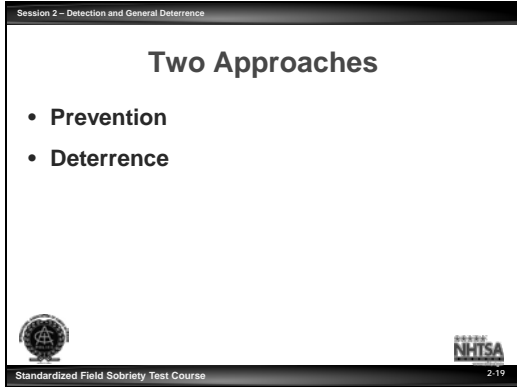 Session 2 – Detection and General Deterrence
Two Approaches
• Prevention
• Deterrence
NHTSA
Standardized Field Sobriety Test Course
2-19